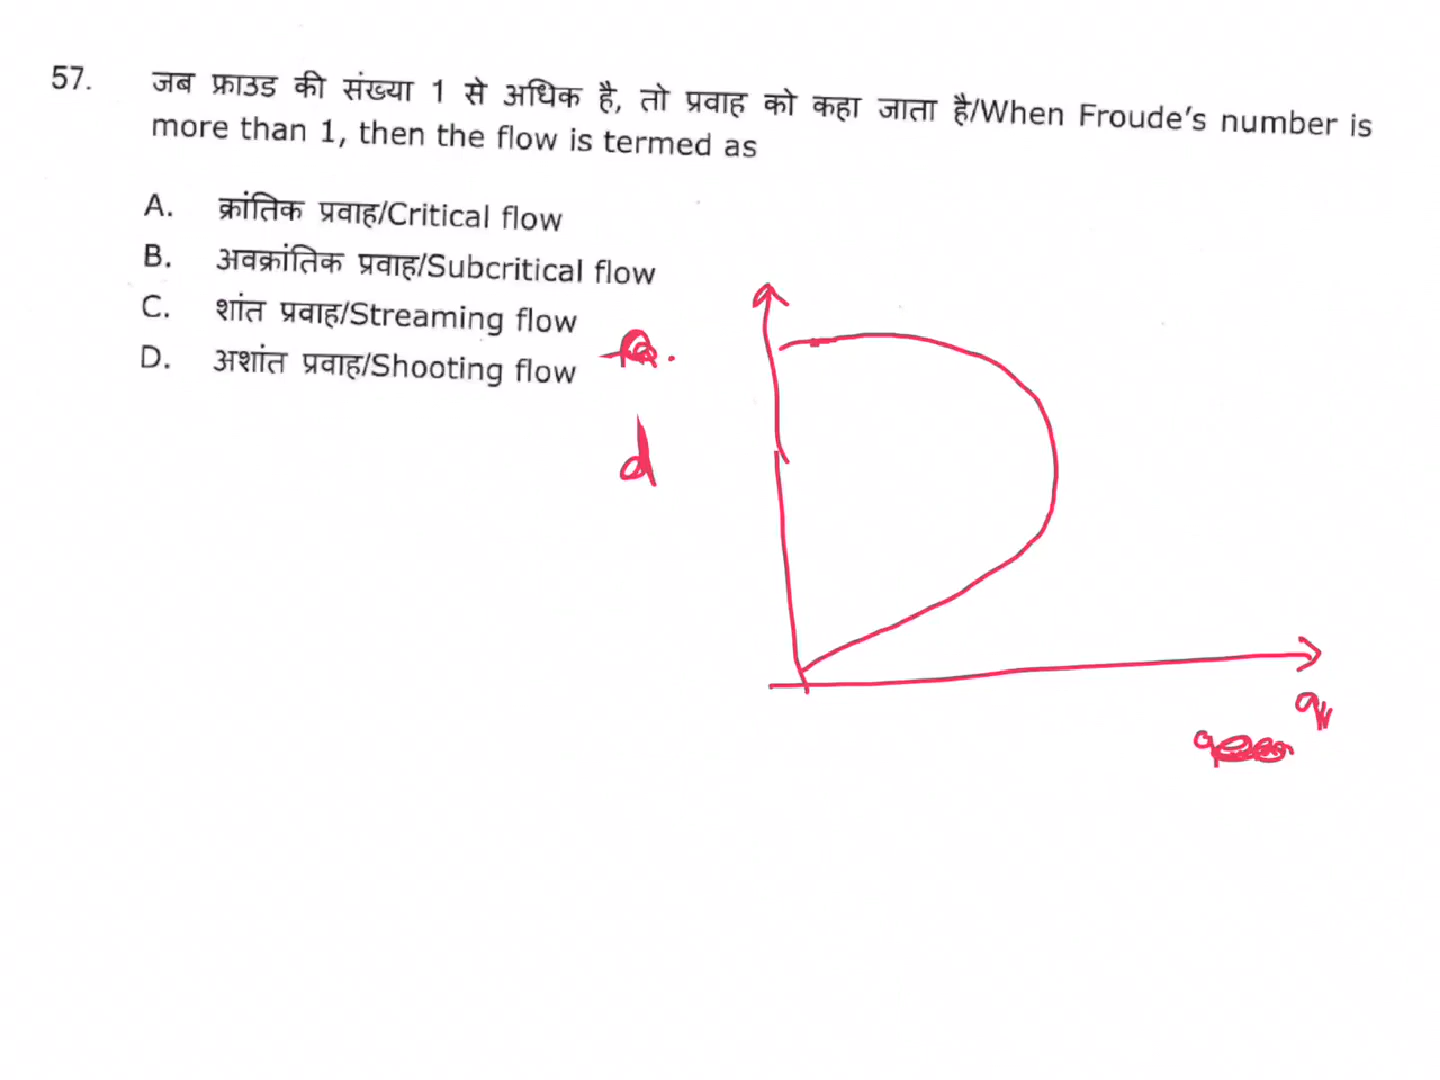 57. जब फ्राउड की संख्या 1 से अधिक है, तो प्रवाह को कहा जाता है/When Froude's number is
more than 1, then the flow is termed as
A. क्रांतिक प्रवाह/Critical flow
B. अवक्रांतिक प्रवाह/Subcritical flow
C. शांत प्रवाह/Streaming flow
D. अशांत प्रवाह/Shooting flow
d